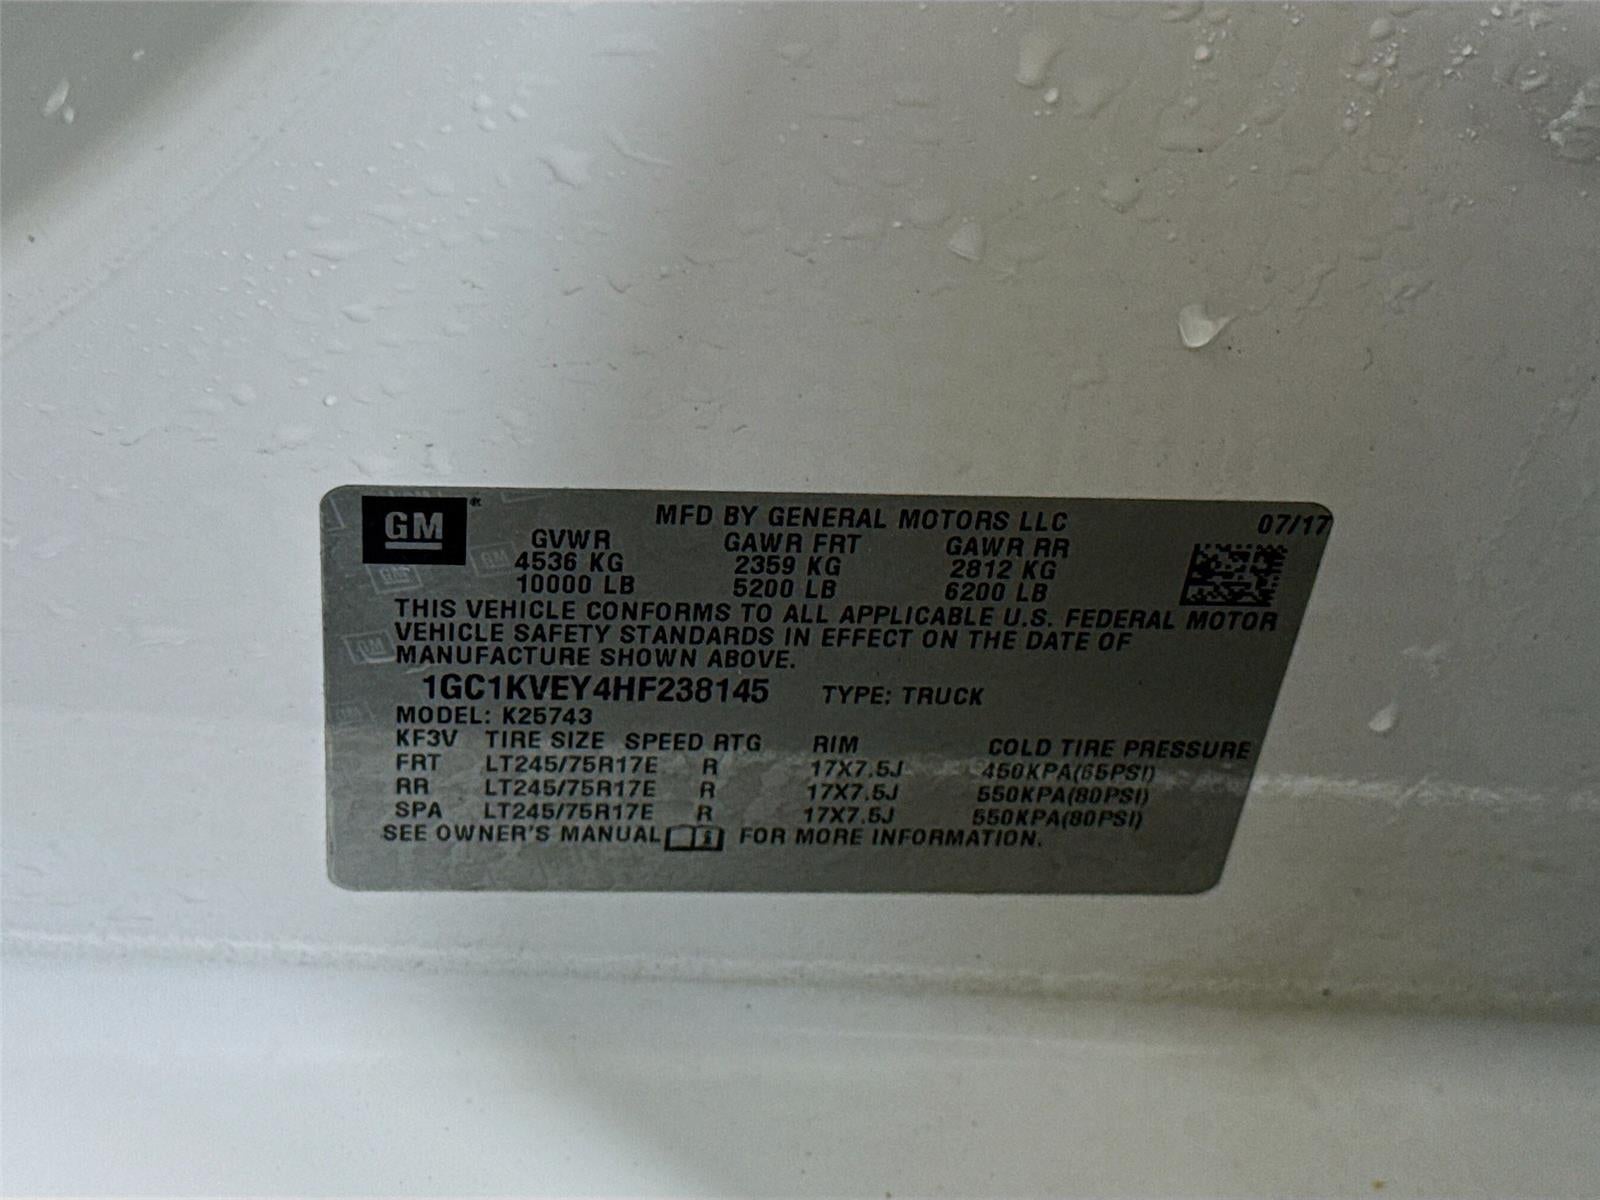 GM
MFD BY GENERAL MOTORS LLC 07/17
GVWR GAWR FRT GAWR RR
4536 KG 2359 KG 2812 KG
10000 LB 5200 LB 6200 LB
THIS VEHICLE CONFORMS TO ALL APPLICABLE U.S. FEDERAL MOTOR
VEHICLE SAFETY STANDARDS IN EFFECT ON THE DATE OF
MANUFACTURE SHOWN ABOVE.
1GC1KVEY4HF238145 TYPE: TRUCK
MODEL: K25743
KF3V TIRE SIZE SPEED RTG RIM COLD TIRE PRESSURE
FRT LT245/75R17E R 17X7.5J 450KPA(65PSI)
RR LT245/75R17E R 17X7.5J 550KPA(80PSI)
SPA LT245/75R17E R 17X7.5J 550KPA(80PSI)
SEE OWNER'S MANUAL FOR MORE INFORMATION.